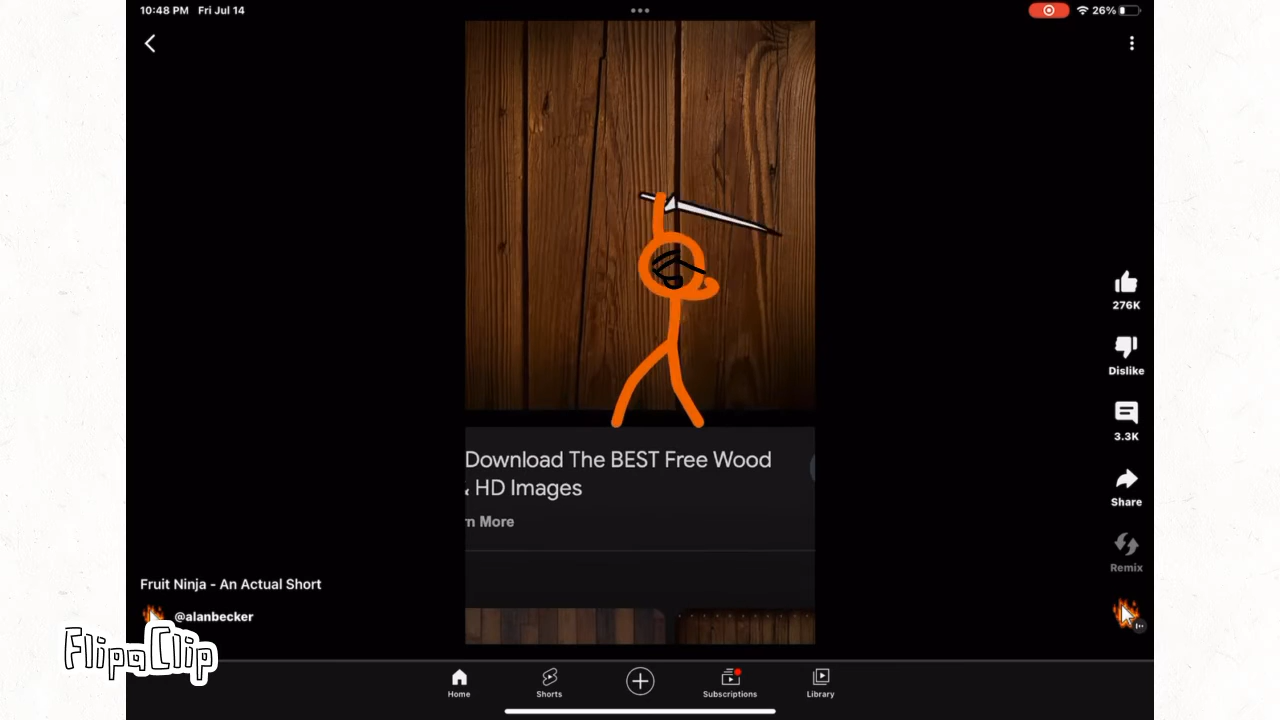 10:48 PM Fri Jul 14
26%
276K
Dislike
3.3K
Share
Remix
Download The BEST Free Wood
& HD Images
rn More
Fruit Ninja - An Actual Short
@alanbecker
FlipaClip
Home
Shorts
Subscriptions
Library